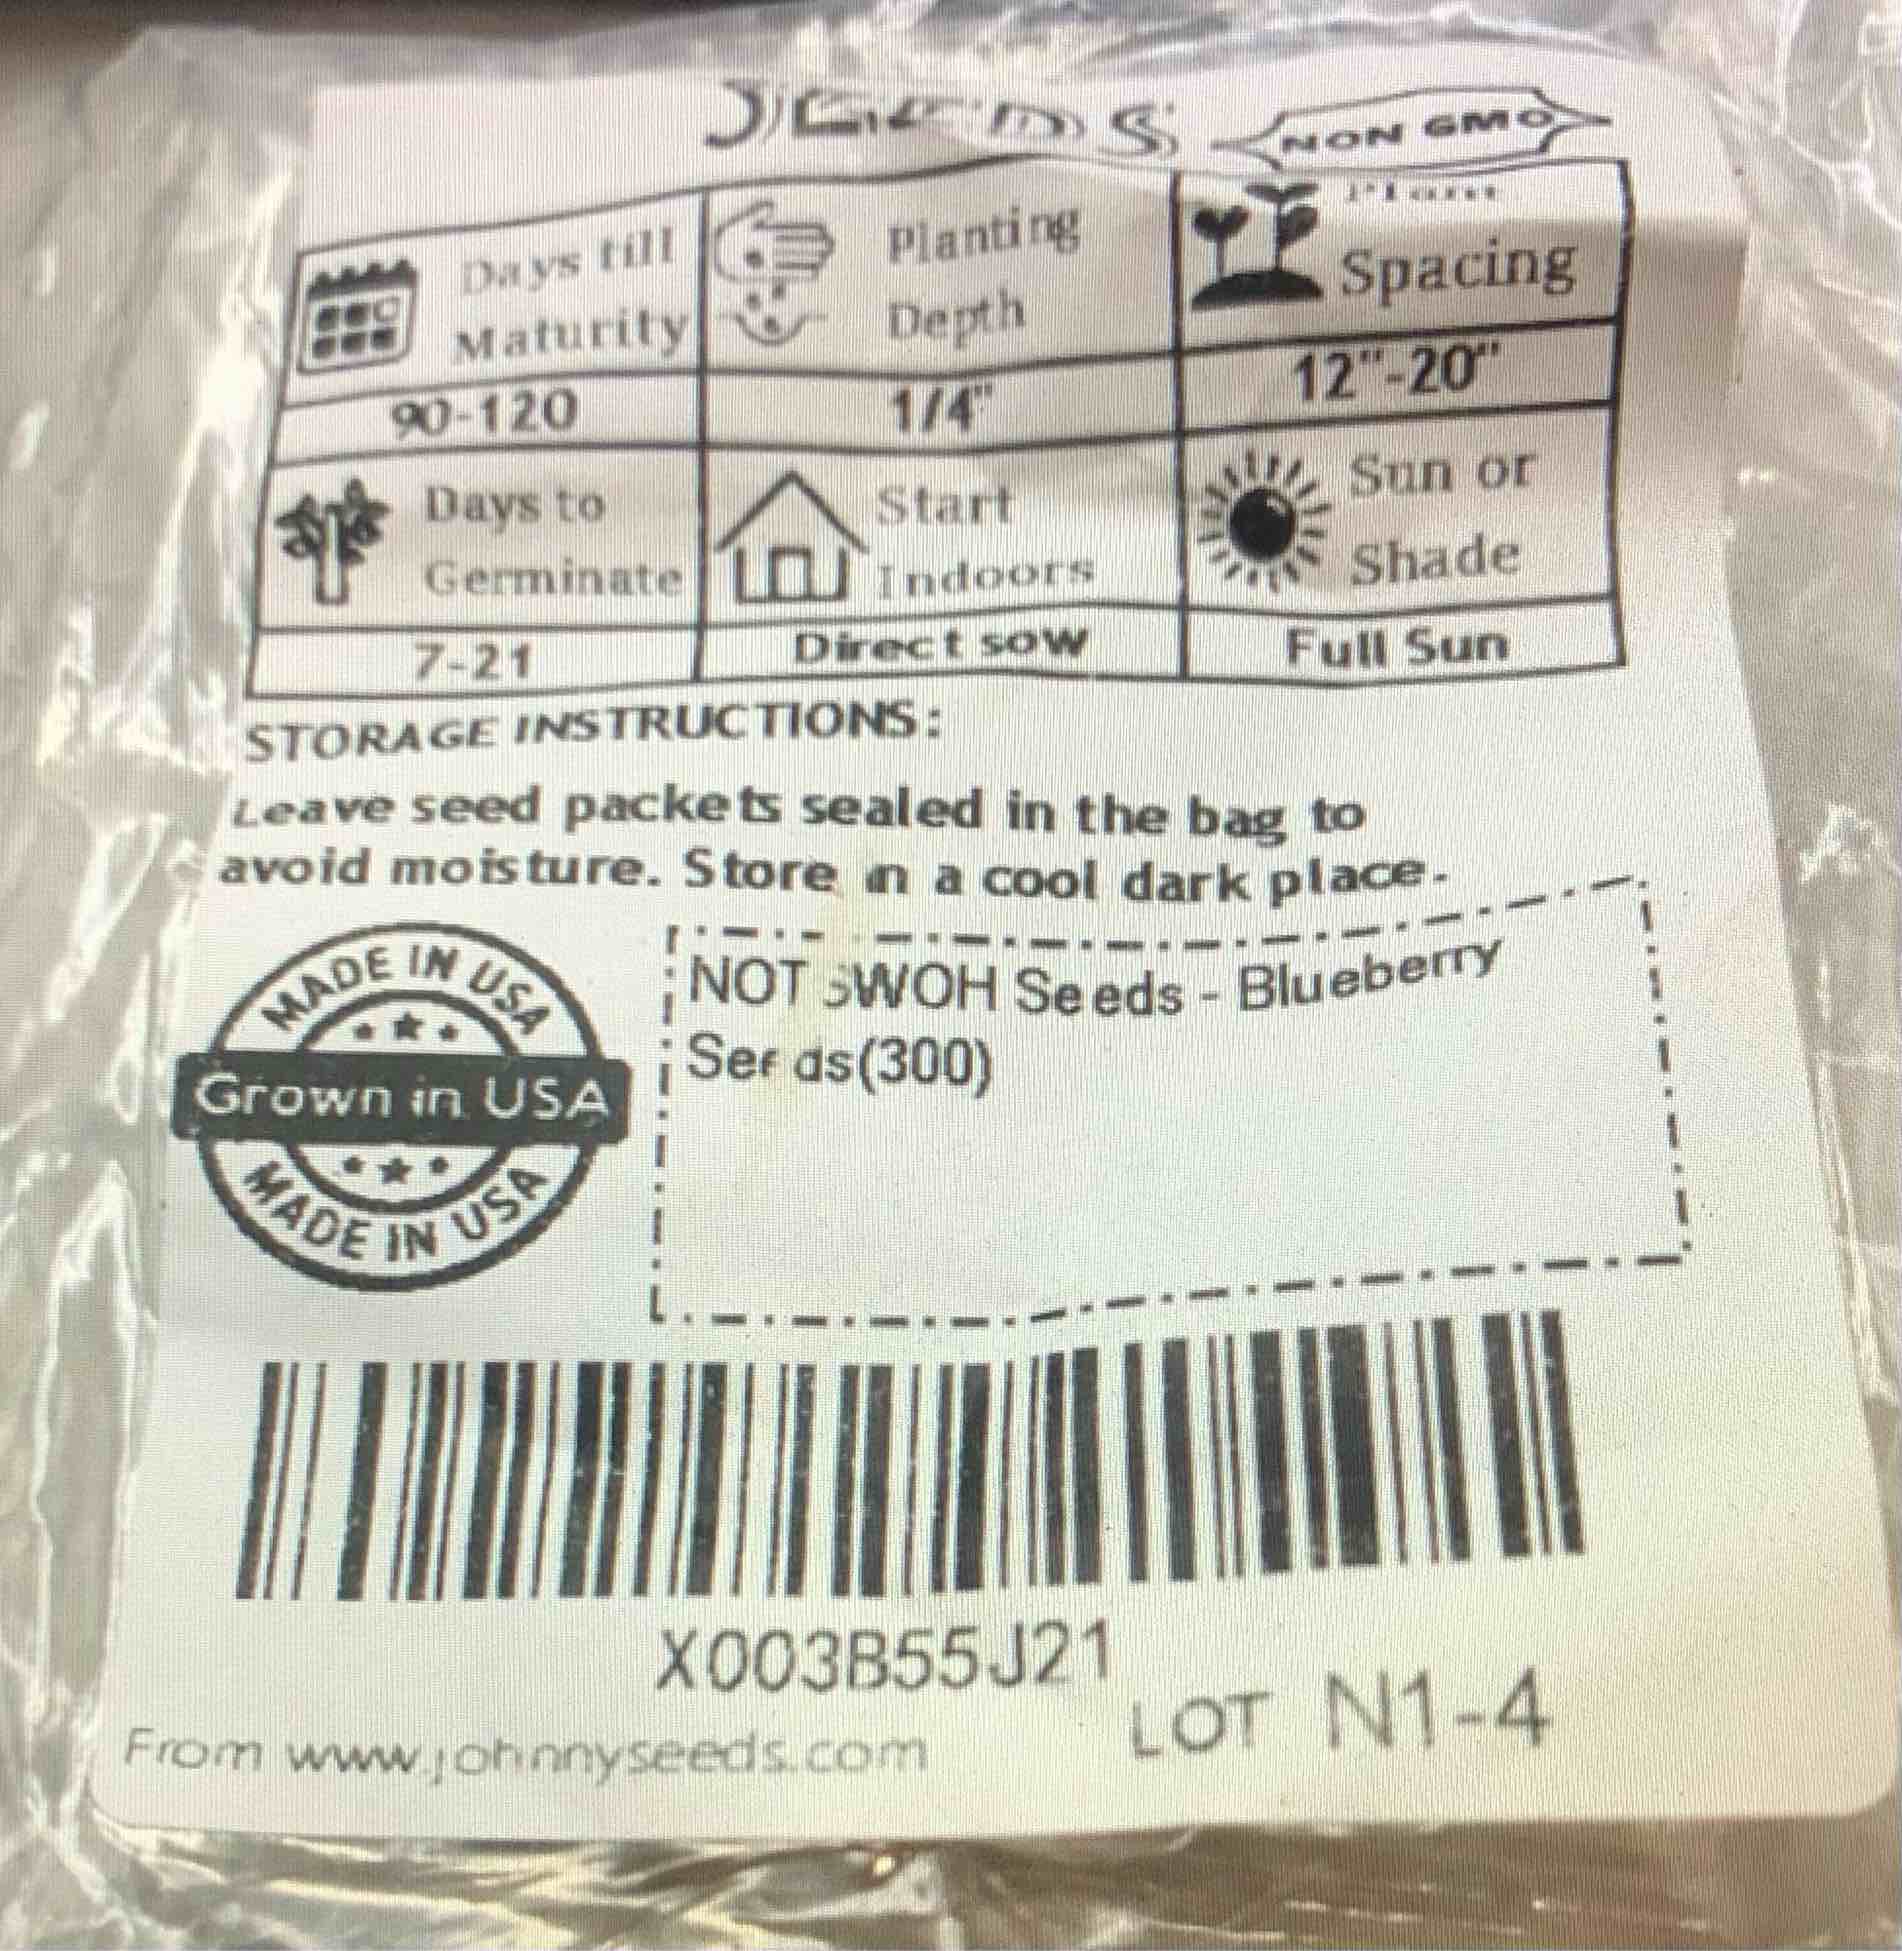 NON GMO
Days till Maturity
Planting Depth
Plant Spacing
90-120
1/4"
12"-20"
Days to Germinate
Start Indoors
Sun or Shade
7-21
Direct sow
Full Sun
STORAGE INSTRUCTIONS:
Leave seed packets sealed in the bag to
avoid moisture. Store in a cool dark place.
MADE IN USA
Grown in USA
MADE IN USA
NOT Seeds - Blueberry
Seeds(300)
X003B55J21
LOT N1-4
From www.johnnyseeds.com